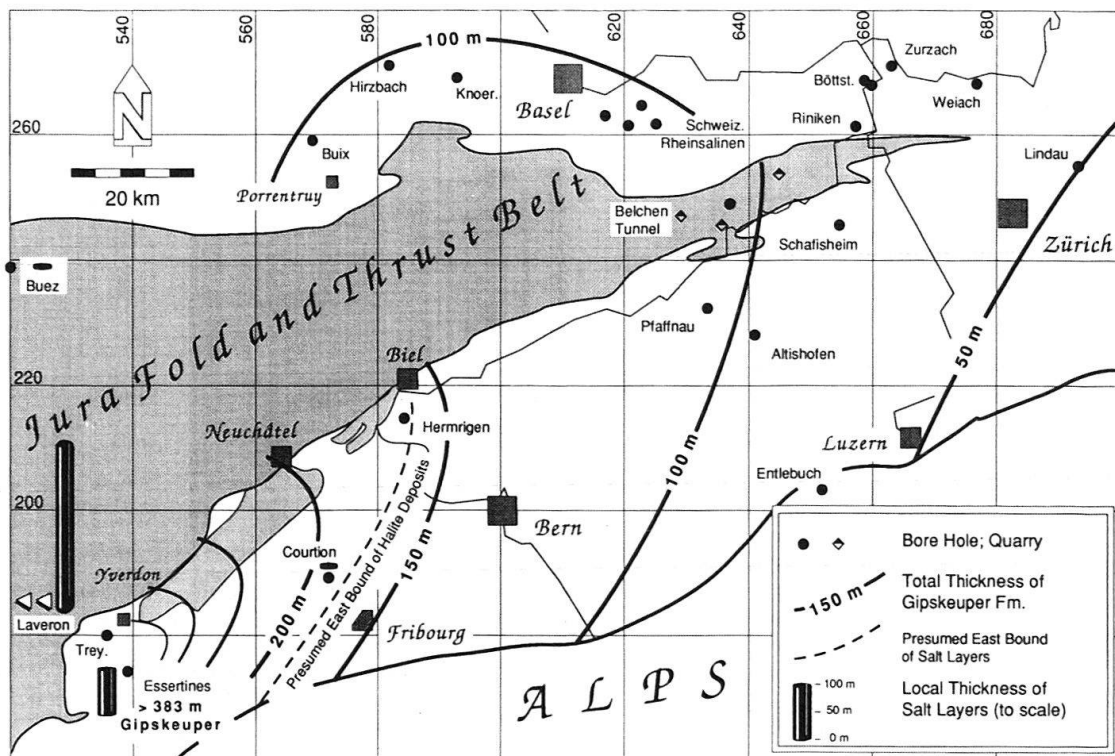 540
560
580
620
640
660
680
100 m
Hirzbach
Knoer.
Basel
Zurzach
Böttst.
Weiach
N
260
Schweiz.
Rheinsalinen
Riniken
Buix
Lindau
20 km
Porrentruy
Belchen
Tunnel
Schafisheim
Zürich
Buez
Jura Fold and Thrust Belt
Pfaffnau
Altishofen
50 m
Biel
220
Hermrigen
Neuchâtel
Luzern
100 m
Entlebuch
200
Presumed East Bound of Halite Deposits
150 m
Bern
Courtion
Yverdon
200 m
Fribourg
Laveron
Trey.
Essertines
> 383 m
Gipskeuper
ALPS
Bore Hole; Quarry
150 m
Total Thickness of
Gipskeuper Fm.
Presumed East Bound
of Salt Layers
100 m
50 m
0 m
Local Thickness of
Salt Layers (to scale)